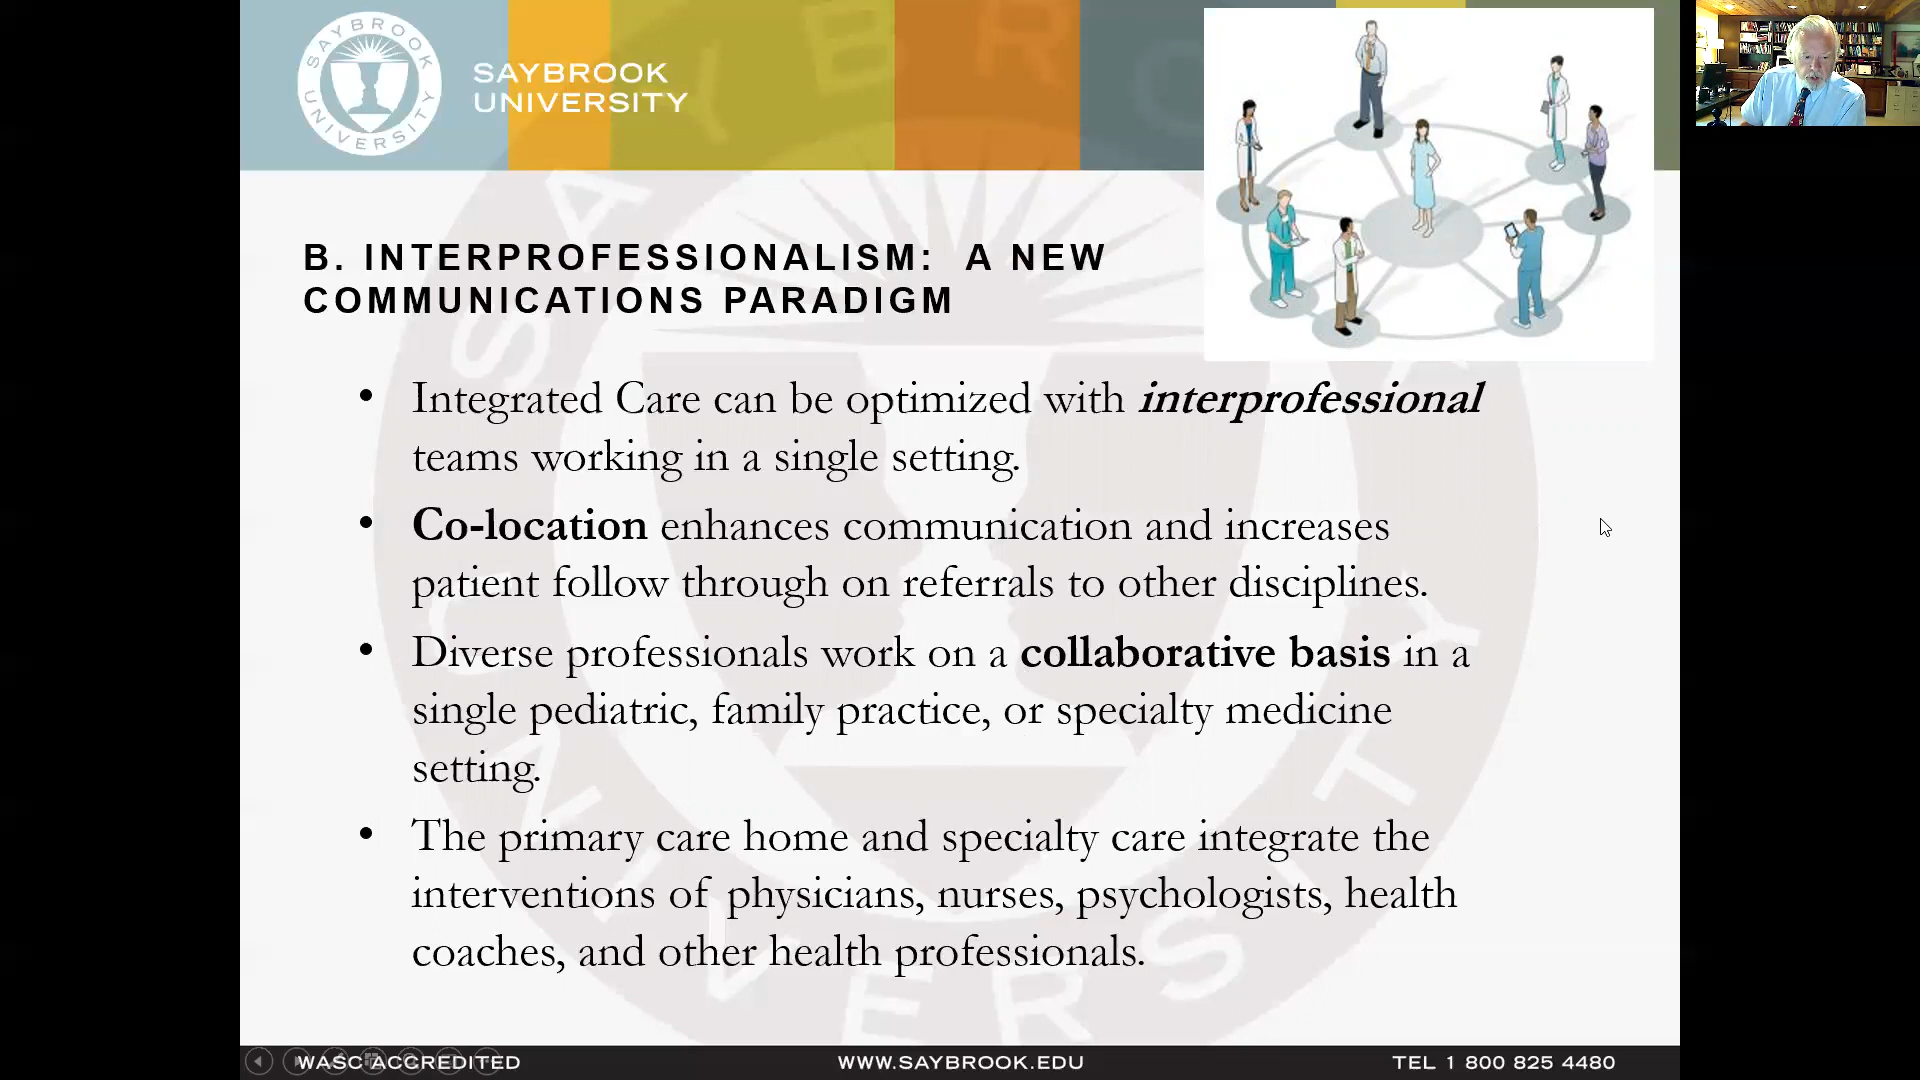 SAYBROOK UNIVERSITY
SAYBROOK
UNIVERSITY
B. INTERPROFESSIONALISM:  A NEW
COMMUNICATIONS PARADIGM
• Integrated Care can be optimized with interprofessional
teams working in a single setting.
• Co-location enhances communication and increases
patient follow through on referrals to other disciplines.
• Diverse professionals work on a collaborative basis in a
single pediatric, family practice, or specialty medicine
setting.
• The primary care home and specialty care integrate the
interventions of physicians, nurses, psychologists, health
coaches, and other health professionals.
WASC ACCREDITED
WWW.SAYBROOK.EDU
TEL 1 800 825 4480